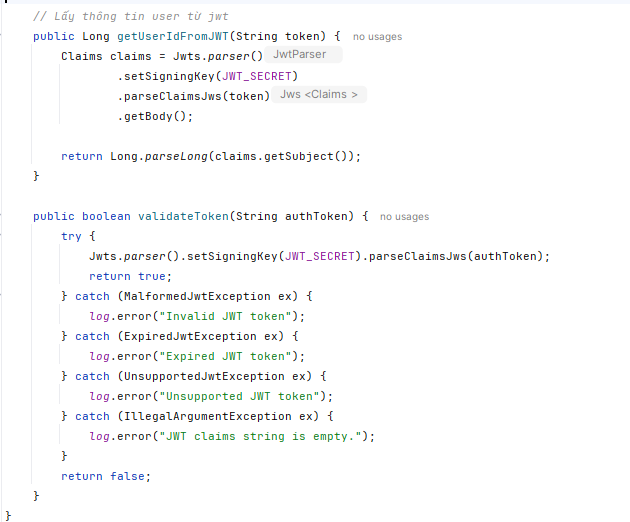 // Lấy thông tin user từ jwt
public Long getUserIdFromJWT(String token) { no usages
Claims claims = Jwts.parser() JwtParser
.setSigningKey(JWT_SECRET)
.parseClaimsJws(token) Jws <Claims >
.getBody();
return Long.parseLong(claims.getSubject());
}
public boolean validateToken(String authToken) { no usages
try {
Jwts.parser().setSigningKey(JWT_SECRET).parseClaimsJws(authToken);
return true;
} catch (MalformedJwtException ex) {
log.error("Invalid JWT token");
} catch (ExpiredJwtException ex) {
log.error("Expired JWT token");
} catch (UnsupportedJwtException ex) {
log.error("Unsupported JWT token");
} catch (IllegalArgumentException ex) {
log.error("JWT claims string is empty.");
}
return false;
}
}